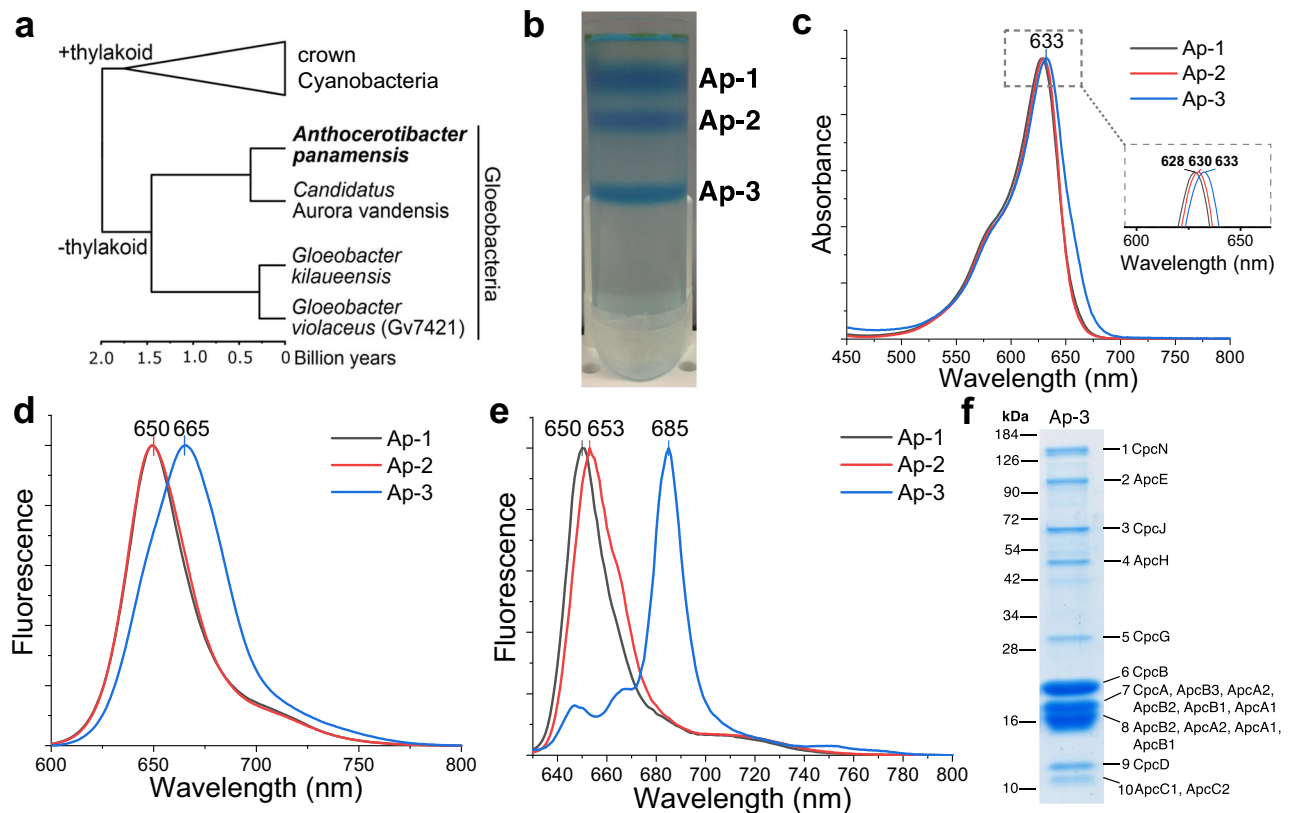 a
+thylakoid
crown
Cyanobacteria
Anthocerotibacter
panamensis
Candidatus
Aurora vandensis
-thylakoid
Gloeobacter
kilaueensis
Gloeobacter
violaceus (Gv7421)
Gloeobacteria
2.0 1.5 1.0 0.5 0 Billion years
b
Ap-1
Ap-2
Ap-3
c
633
Ap-1
Ap-2
Ap-3
628 630 633
600 650
Wavelength (nm)
Absorbance
450 500 550 600 650 700 750 800
Wavelength (nm)
d
650 665
Ap-1
Ap-2
Ap-3
Fluorescence
600 650 700 750 800
Wavelength (nm)
e
650 653 685
Ap-1
Ap-2
Ap-3
Fluorescence
640 660 680 700 720 740 760 780 800
Wavelength (nm)
f
kDa Ap-3
184
126
90
72
54
42
34
28
16
10
1 CpcN
2 ApcE
3 CpcJ
4 ApcH
5 CpcG
6 CpcB
7 CpcA, ApcB3, ApcA2,
ApcB2, ApcB1, ApcA1
8 ApcB2, ApcA2, ApcA1,
ApcB1
9 CpcD
10 ApcC1, ApcC2